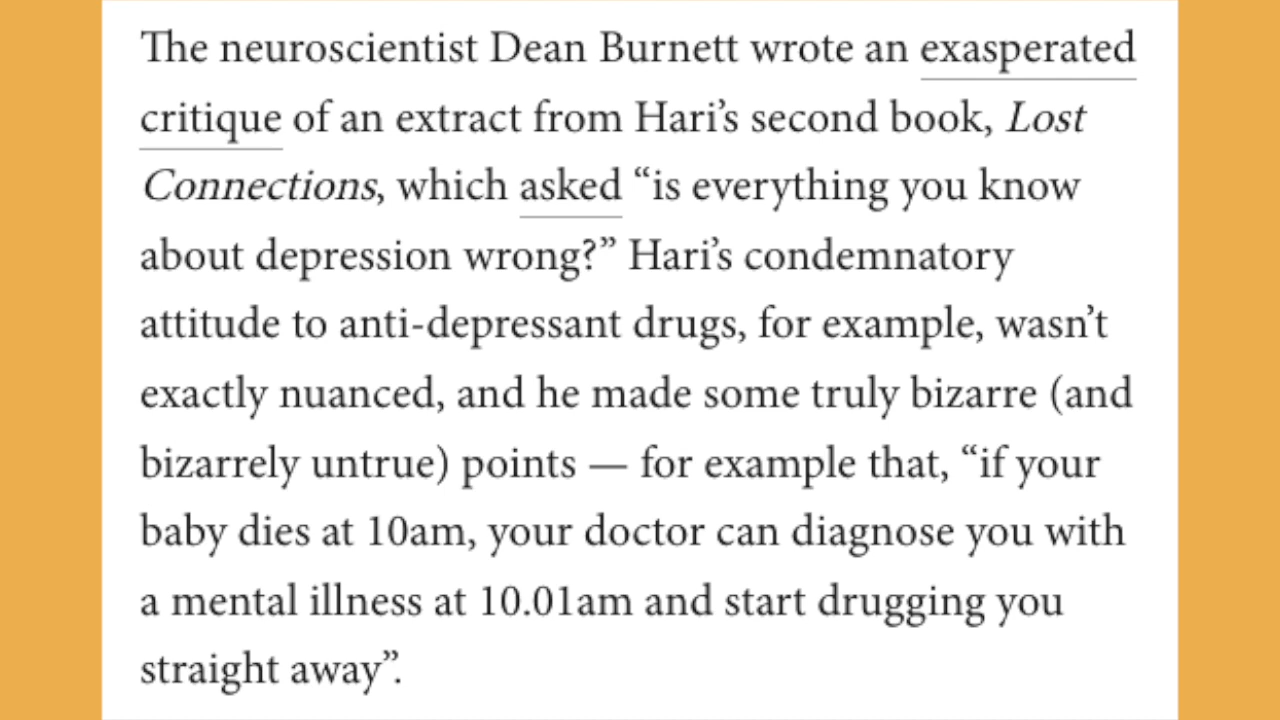 The neuroscientist Dean Burnett wrote an exasperated
critique of an extract from Hari’s second book, Lost
Connections, which asked “is everything you know
about depression wrong?” Hari’s condemnatory
attitude to anti-depressant drugs, for example, wasn’t
exactly nuanced, and he made some truly bizarre (and
bizarrely untrue) points — for example that, “if your
baby dies at 10am, your doctor can diagnose you with
a mental illness at 10.01am and start drugging you
straight away”.